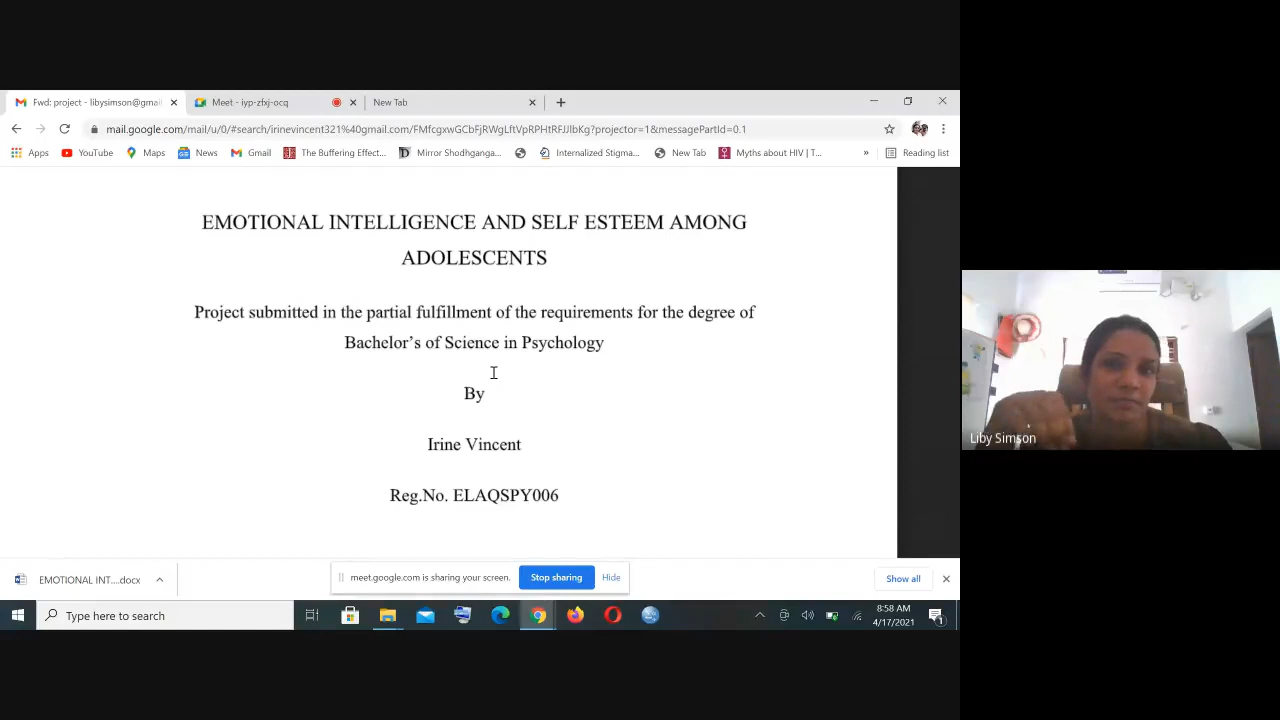 Fwd: project - libysimson@gmai
Meet - iyp-zfxj-ocq
New Tab
mail.google.com/mail/u/0/#search/irinevincent321%40gmail.com/FMfcgxwGCbFjRWgLftVpRPHtRFJJlbKg?projector=1&messagePartId=0.1
Apps YouTube Maps News Gmail The Buffering Effect... Mirror Shodhganga... Internalized Stigma... New Tab Myths about HIV | T... » Reading list
EMOTIONAL INTELLIGENCE AND SELF ESTEEM AMONG
ADOLESCENTS
Project submitted in the partial fulfillment of the requirements for the degree of
Bachelor’s of Science in Psychology
By
Irine Vincent
Reg.No. ELAQSPY006
Liby Simson
EMOTIONAL INT....docx
meet.google.com is sharing your screen. Stop sharing Hide
Show all
Type here to search
8:58 AM
4/17/2021
1